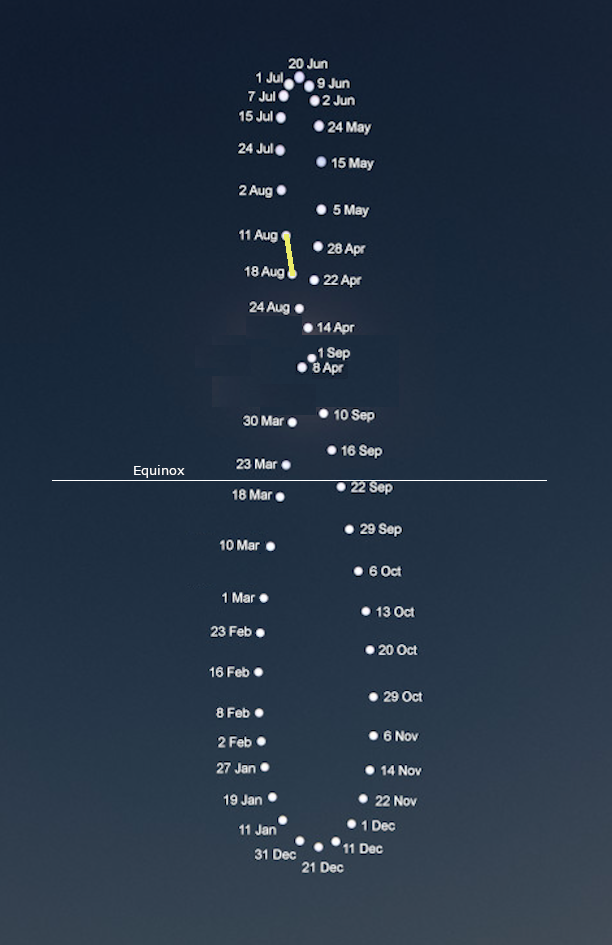 20 Jun
1 Jul
9 Jun
7 Jul
2 Jun
15 Jul
24 May
24 Jul
15 May
2 Aug
5 May
11 Aug
28 Apr
18 Aug
22 Apr
24 Aug
14 Apr
1 Sep
8 Apr
10 Sep
30 Mar
16 Sep
23 Mar
Equinox
22 Sep
18 Mar
29 Sep
10 Mar
6 Oct
1 Mar
13 Oct
23 Feb
20 Oct
16 Feb
29 Oct
8 Feb
6 Nov
2 Feb
27 Jan
14 Nov
19 Jan
22 Nov
11 Jan
1 Dec
31 Dec
11 Dec
21 Dec